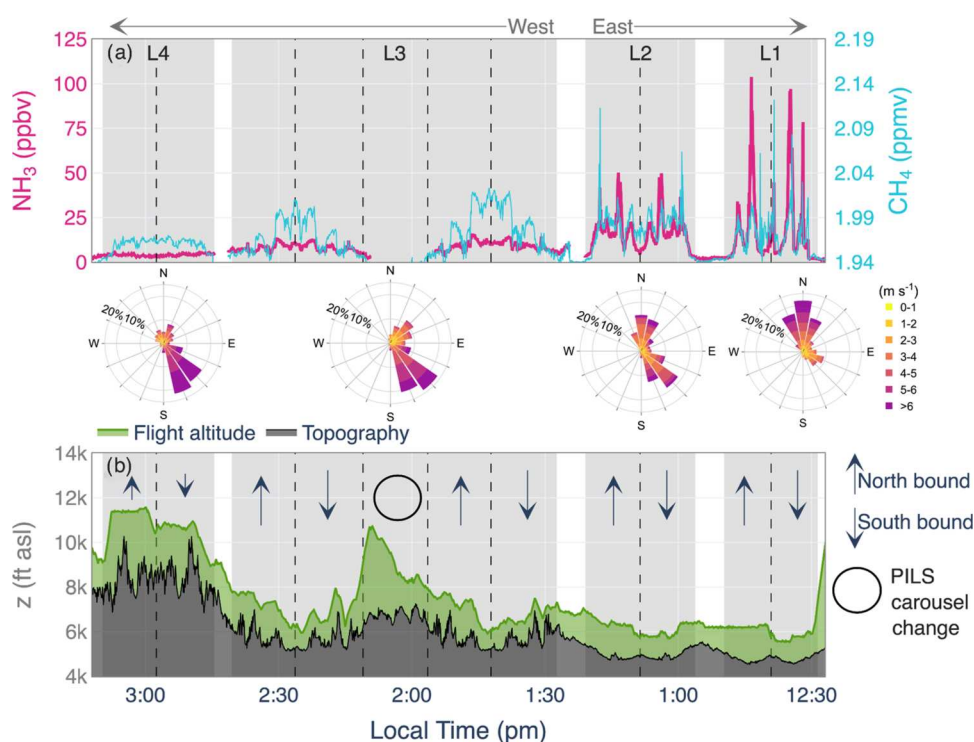 West East
125
100
75
50
25
0
NH₃ (ppbv)
(a)
L4
L3
L2
L1
2.19
2.14
2.09
2.04
1.99
1.94
CH₄ (ppmv)
N
20%10%
W
E
S
N
20%10%
W
E
S
N
20%10%
W
E
S
N
20%10%
W
E
S
(m s⁻¹)
0-1
1-2
2-3
3-4
4-5
5-6
>6
Flight altitude Topography
(b)
14k
12k
10k
8k
6k
4k
z (ft asl)
North bound
South bound
PILS
carousel
change
3:00 2:30 2:00 1:30 1:00 12:30
Local Time (pm)